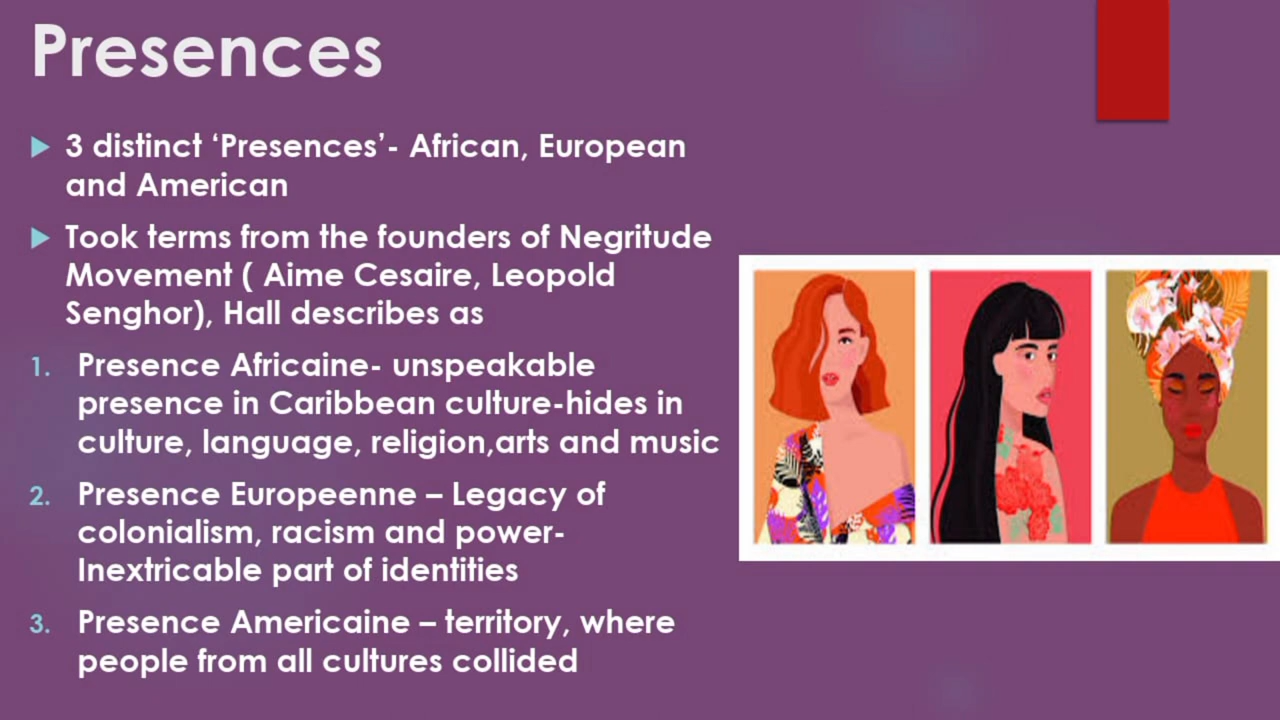 Presences
3 distinct ‘Presences’- African, European
and American
Took terms from the founders of Negritude
Movement ( Aime Cesaire, Leopold
Senghor), Hall describes as
1. Presence Africaine- unspeakable
presence in Caribbean culture-hides in
culture, language, religion,arts and music
2. Presence Europeenne – Legacy of
colonialism, racism and power-
Inextricable part of identities
3. Presence Americaine – territory, where
people from all cultures collided